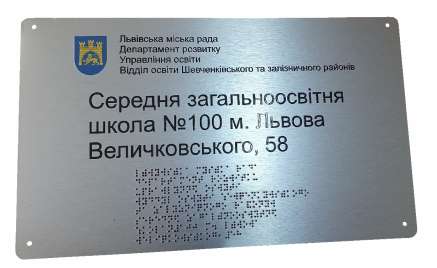 Львівська міська рада
Департамент розвитку
Управління освіти
Відділ освіти Шевченківського та залізничного районів
Середня загальноосвітня
школа №100 м. Львова
Величковського, 58